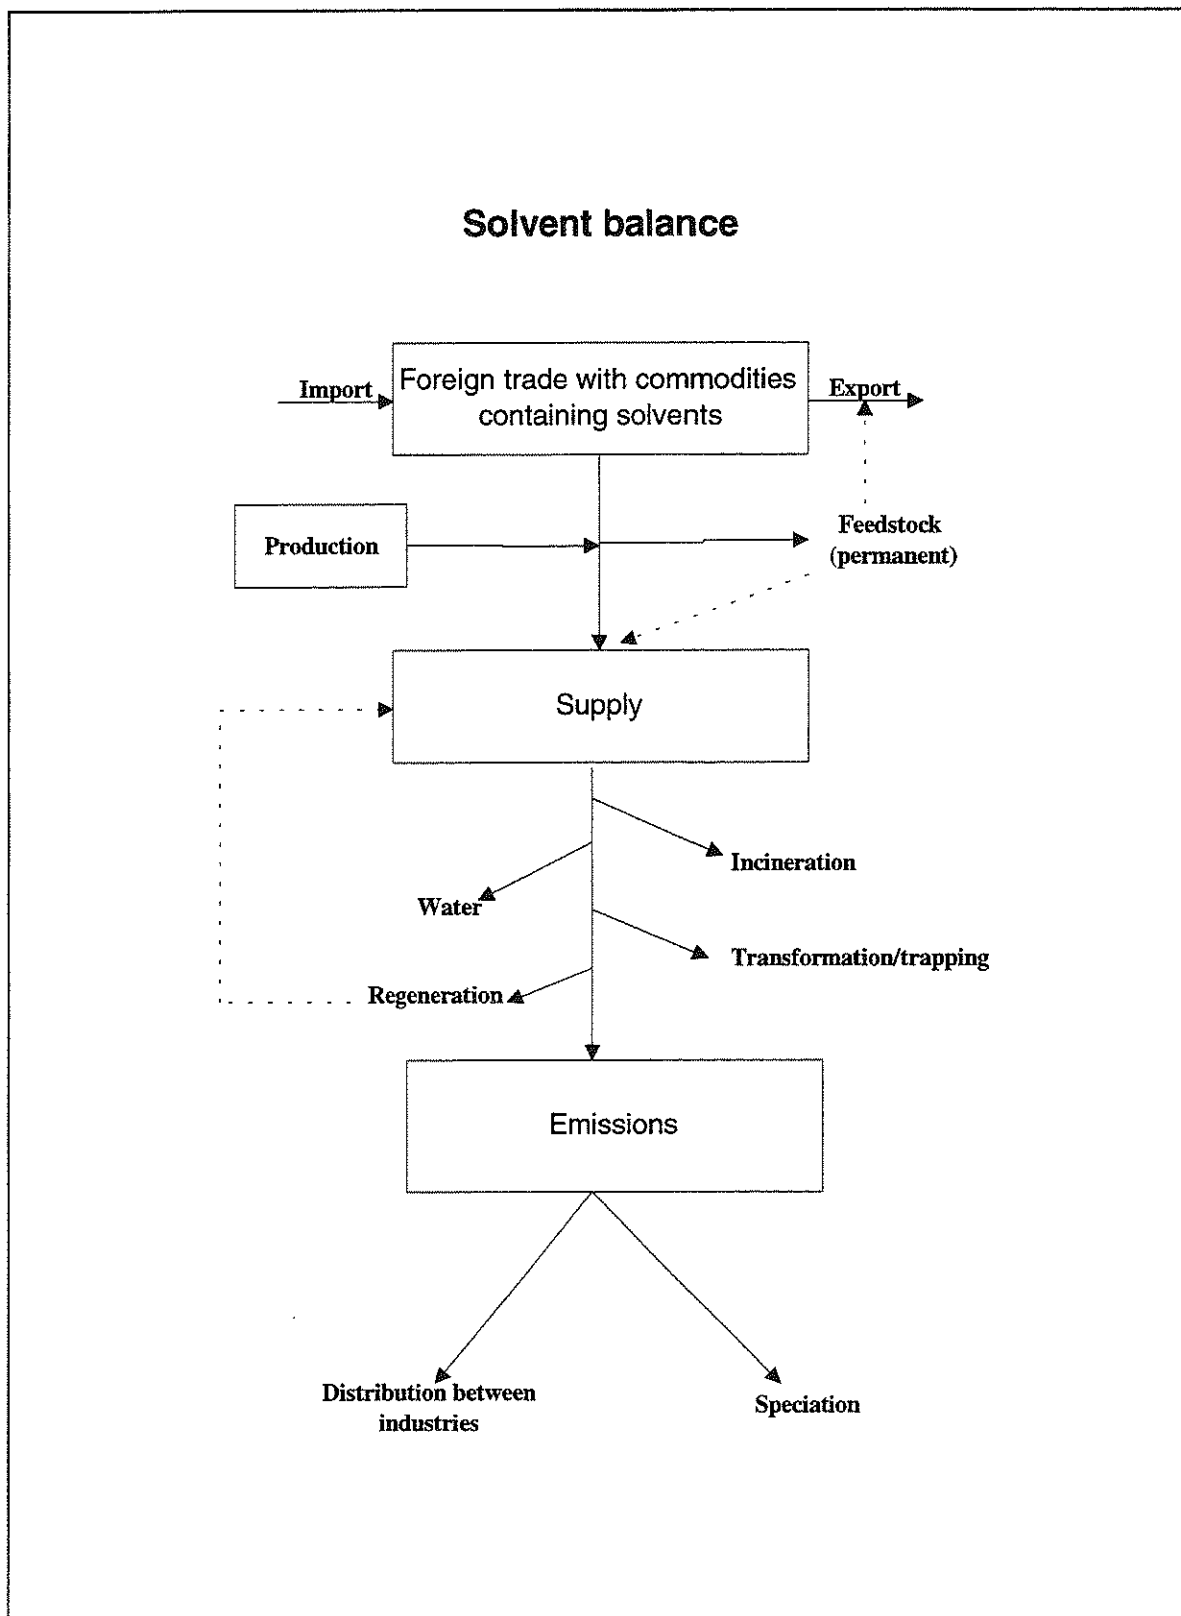 Solvent balance
Import
Foreign trade with commodities
containing solvents
Export
Production
Feedstock
(permanent)
Supply
Incineration
Water
Transformation/trapping
Regeneration
Emissions
Distribution between
industries
Speciation